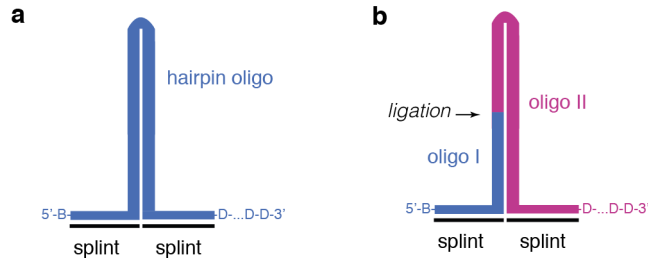 a
hairpin oligo
5'-B-
-D-...D-D-3'
splint
splint
b
ligation
oligo II
oligo I
5'-B-
-D-...D-D-3'
splint
splint